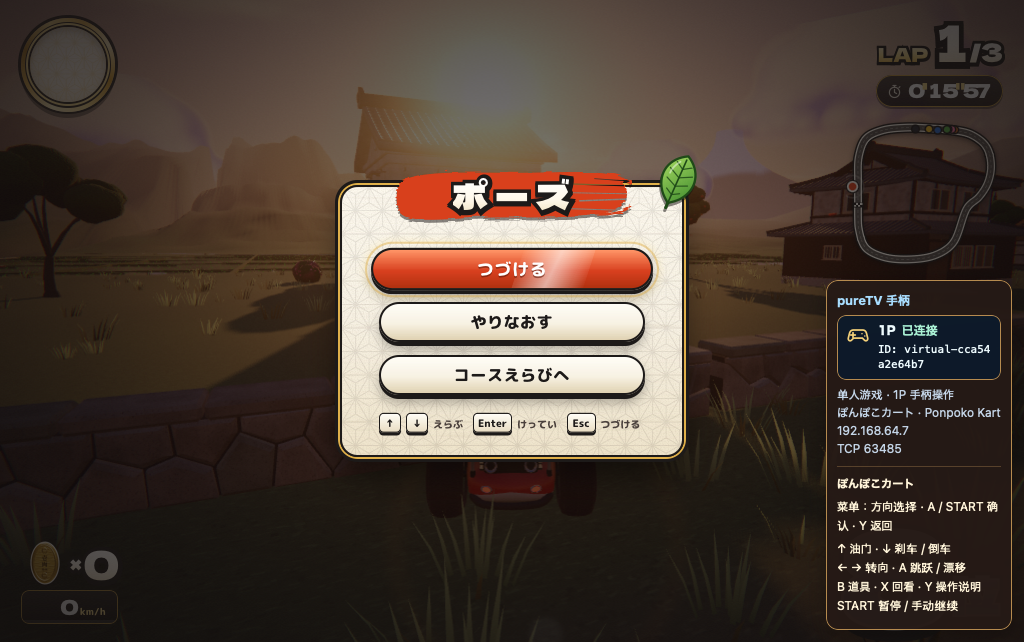 LAP 1/3
0'15"57
ポーズ
つづける
やりなおす
コースえらびへ
↑ ↓ えらぶ Enter けってい Esc つづける
×0
0 km/h
pureTV 手柄
1P 已连接
ID: virtual-cca54
a2e64b7
单人游戏 · 1P 手柄操作
ぽんぽこカート · Ponpoko Kart
192.168.64.7
TCP 63485
ぽんぽこカート
菜单：方向选择 · A / START 确
认 · Y 返回
↑ 油门 · ↓ 刹车 / 倒车
← → 转向 · A 跳跃 / 漂移
B 道具 · X 回看 · Y 操作说明
START 暂停 / 手动继续